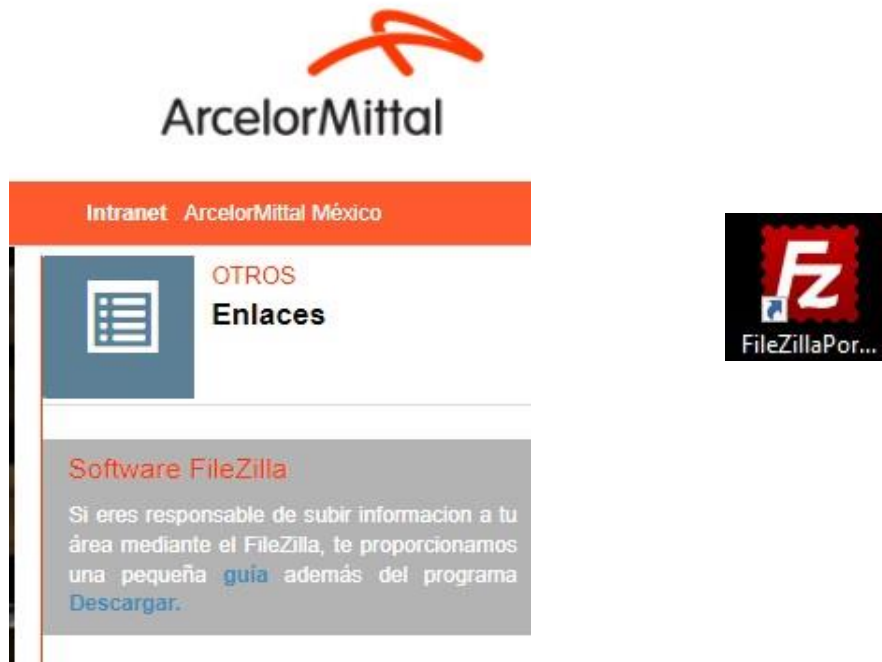 ArcelorMittal
Intranet ArcelorMittal México
OTROS
Enlaces
Software FileZilla
Si eres responsable de subir informacion a tu
área mediante el FileZilla, te proporcionamos
una pequeña guía además del programa
Descargar.
Fz
FileZillaPor...